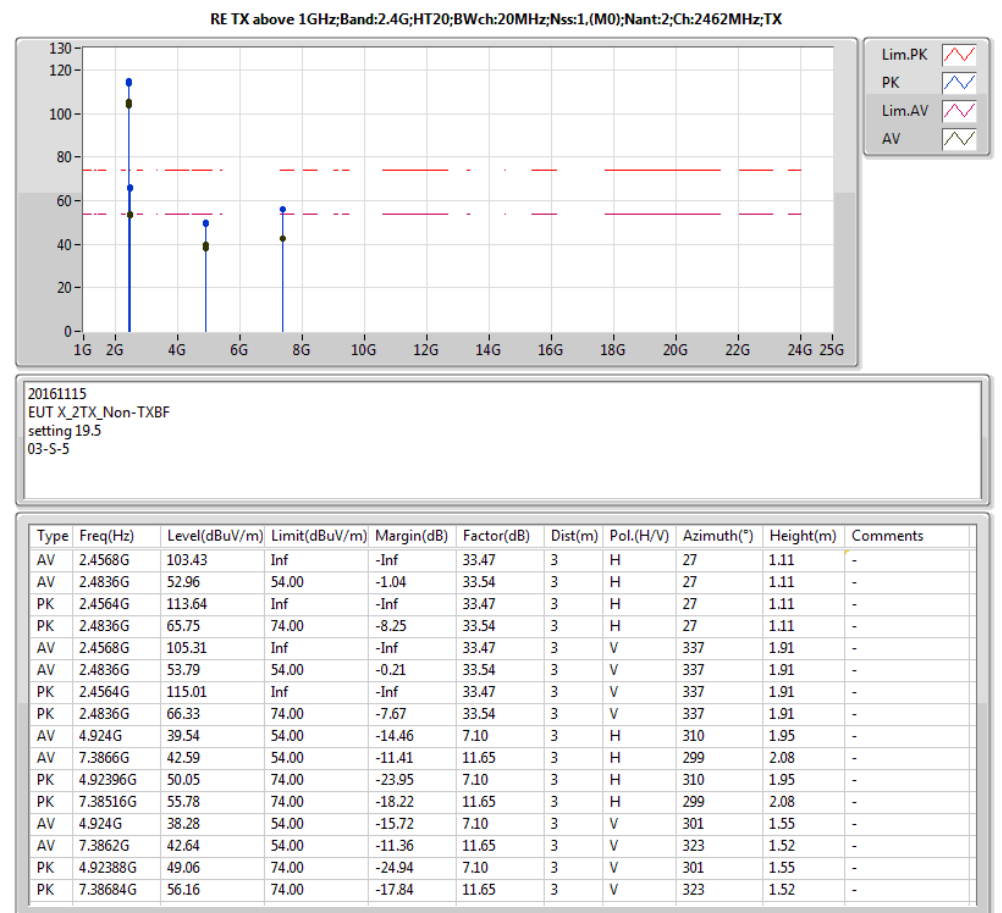 RE TX above 1GHz;Band:2.4G;HT20;BWch:20MHz;Nss:1,(M0);Nant:2;Ch:2462MHz;TX
130
120
100
80
60
40
20
0
1G 2G 4G 6G 8G 10G 12G 14G 16G 18G 20G 22G 24G 25G
Lim.PK
PK
Lim.AV
AV
20161115
EUT X_2TX_Non-TXBF
setting 19.5
03-S-5
Type Freq(Hz) Level(dBuV/m) Limit(dBuV/m) Margin(dB) Factor(dB) Dist(m) Pol.(H/V) Azimuth(°) Height(m) Comments
AV 2.4568G 103.43 Inf -Inf 33.47 3 H 27 1.11 -
AV 2.4836G 52.96 54.00 -1.04 33.54 3 H 27 1.11 -
PK 2.4564G 113.64 Inf -Inf 33.47 3 H 27 1.11 -
PK 2.4836G 65.75 74.00 -8.25 33.54 3 H 27 1.11 -
AV 2.4568G 105.31 Inf -Inf 33.47 3 V 337 1.91 -
AV 2.4836G 53.79 54.00 -0.21 33.54 3 V 337 1.91 -
PK 2.4564G 115.01 Inf -Inf 33.47 3 V 337 1.91 -
PK 2.4836G 66.33 74.00 -7.67 33.54 3 V 337 1.91 -
AV 4.924G 39.54 54.00 -14.46 7.10 3 H 310 1.95 -
AV 7.3866G 42.59 54.00 -11.41 11.65 3 H 299 2.08 -
PK 4.92396G 50.05 74.00 -23.95 7.10 3 H 310 1.95 -
PK 7.38516G 55.78 74.00 -18.22 11.65 3 H 299 2.08 -
AV 4.924G 38.28 54.00 -15.72 7.10 3 V 301 1.55 -
AV 7.3862G 42.64 54.00 -11.36 11.65 3 V 323 1.52 -
PK 4.92388G 49.06 74.00 -24.94 7.10 3 V 301 1.55 -
PK 7.38684G 56.16 74.00 -17.84 11.65 3 V 323 1.52 -